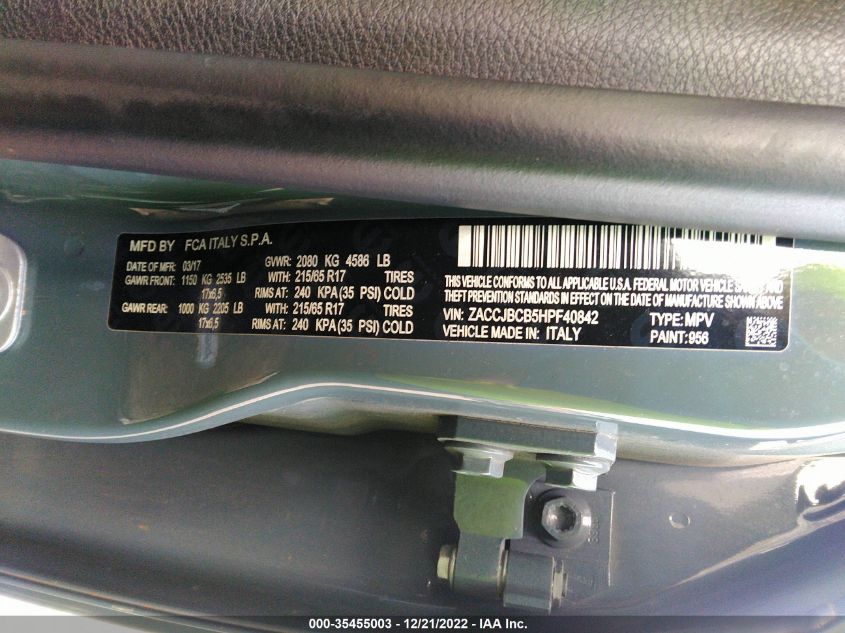 MFD BY FCA ITALY S.P.A.
DATE OF MFR: 03/17 GVWR: 2080 KG 4586 LB
GAWR FRONT: 1150 KG 2535 LB WITH: 215/65 R17 TIRES
17x6,5 RIMS AT: 240 KPA (35 PSI) COLD
GAWR REAR: 1000 KG 2205 LB WITH: 215/65 R17 TIRES
17x6,5 RIMS AT: 240 KPA (35 PSI) COLD
THIS VEHICLE CONFORMS TO ALL APPLICABLE U.S.A. FEDERAL MOTOR VEHICLE SAFETY, BUMPER AND
THEFT PREVENTION STANDARDS IN EFFECT ON THE DATE OF MANUFACTURE SHOWN ABOVE.
VIN: ZACCJBCB5HPF40842 TYPE: MPV
VEHICLE MADE IN: ITALY PAINT: 956
000-35455003 - 12/21/2022 - IAA Inc.